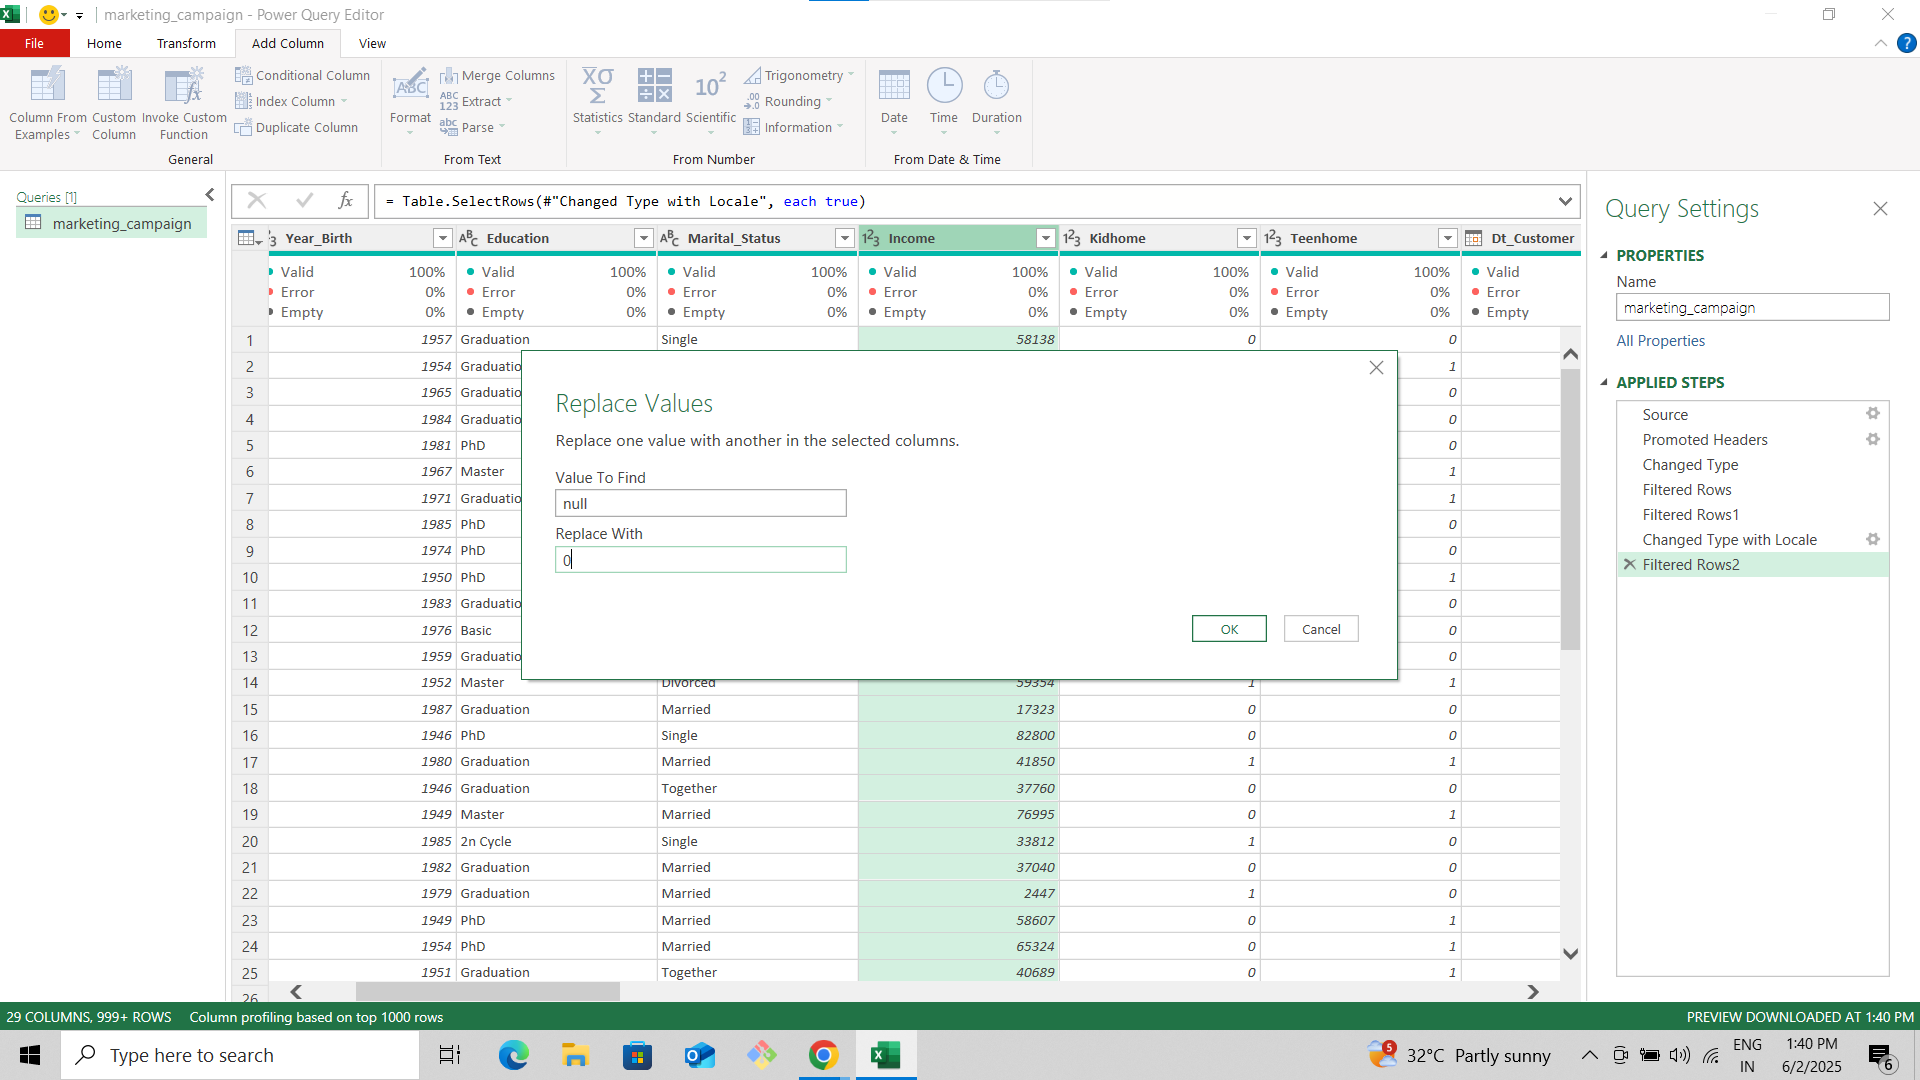 marketing_campaign - Power Query Editor
File Home Transform Add Column View
Column From Examples
Custom Column
Invoke Custom Function
Conditional Column
Index Column
Duplicate Column
General
Format
Merge Columns
Extract
Parse
From Text
Statistics
Standard
Scientific
Trigonometry
Rounding
Information
From Number
Date
Time
Duration
From Date & Time
Queries [1]
marketing_campaign
= Table.SelectRows(#"Changed Type with Locale", each true)
Year_Birth Education Marital_Status Income Kidhome Teenhome Dt_Customer
Valid 100% Valid 100% Valid 100% Valid 100% Valid 100% Valid 100% Valid
Error 0% Error 0% Error 0% Error 0% Error 0% Error 0% Error
Empty 0% Empty 0% Empty 0% Empty 0% Empty 0% Empty 0% Empty
1 1957 Graduation Single 58138 0 0
2 1954 Graduatio 1
3 1965 Graduatio 0
4 1984 Graduatio 0
5 1981 PhD 0
6 1967 Master 1
7 1971 Graduatio 1
8 1985 PhD 0
9 1974 PhD 0
10 1950 PhD 1
11 1983 Graduatio 0
12 1976 Basic 0
13 1959 Graduatio 0
14 1952 Master Divorced 59354 1 1
15 1987 Graduation Married 17323 0 0
16 1946 PhD Single 82800 0 0
17 1980 Graduation Married 41850 1 1
18 1946 Graduation Together 37760 0 0
19 1949 Master Married 76995 0 1
20 1985 2n Cycle Single 33812 1 0
21 1982 Graduation Married 37040 0 0
22 1979 Graduation Married 2447 1 0
23 1949 PhD Married 58607 0 1
24 1954 PhD Married 65324 0 1
25 1951 Graduation Together 40689 0 1
26
Replace Values
Replace one value with another in the selected columns.
Value To Find
null
Replace With
0
OK Cancel
Query Settings
PROPERTIES
Name
marketing_campaign
All Properties
APPLIED STEPS
Source
Promoted Headers
Changed Type
Filtered Rows
Filtered Rows1
Changed Type with Locale
Filtered Rows2
29 COLUMNS, 999+ ROWS Column profiling based on top 1000 rows PREVIEW DOWNLOADED AT 1:40 PM
Type here to search
5
32°C Partly sunny
ENG
IN
1:40 PM
6/2/2025
6